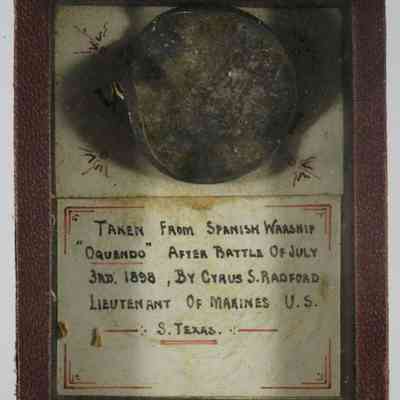 TAKEN FROM SPANISH WARSHIP
"OQUENDO" AFTER BATTLE OF JULY
3RD. 1898, BY CYRUS S. RADFORD
LIEUTENANT OF MARINES U.S.
S. TEXAS.